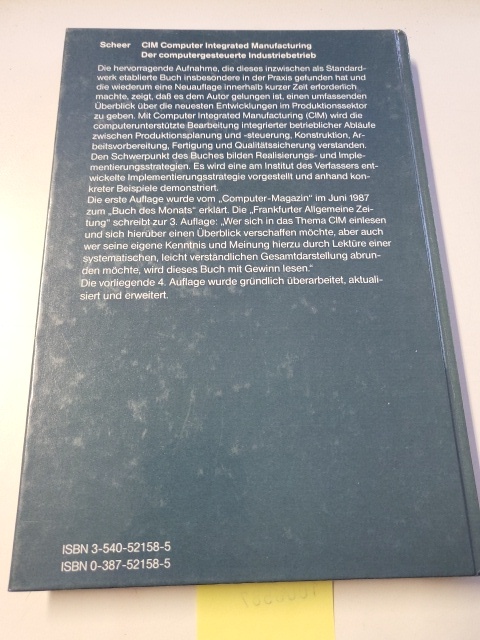 Scheer CIM Computer Integrated Manufacturing
Der computergesteuerte Industriebetrieb
Die hervorragende Aufnahme, die dieses inzwischen als Standard-
werk etablierte Buch insbesondere in der Praxis gefunden hat und
die wiederum eine Neuauflage innerhalb kurzer Zeit erforderlich
machte, zeigt, daß es dem Autor gelungen ist, einen umfassenden
Überblick über die neuesten Entwicklungen im Produktionssektor
zu geben. Mit Computer Integrated Manufacturing (CIM) wird die
computerunterstützte Bearbeitung integrierter betrieblicher Abläufe
zwischen Produktionsplanung und -steuerung, Konstruktion, Ar-
beitsvorbereitung, Fertigung und Qualitätssicherung verstanden.
Den Schwerpunkt des Buches bilden Realisierungs- und Imple-
mentierungsstrategien. Es wird eine am Institut des Verfassers ent-
wickelte Implementierungsstrategie vorgestellt und anhand kon-
kreter Beispiele demonstriert.
Die erste Auflage wurde vom „Computer-Magazin" im Juni 1987
zum „Buch des Monats" erklärt. Die „Frankfurter Allgemeine Zei-
tung" schreibt zur 3. Auflage: „Wer sich in das Thema CIM einlesen
und sich hierüber einen Überblick verschaffen möchte, aber auch
wer seine eigene Kenntnis und Meinung hierzu durch Lektüre einer
systematischen, leicht verständlichen Gesamtdarstellung abrun-
den möchte, wird dieses Buch mit Gewinn lesen."
Die vorliegende 4. Auflage wurde gründlich überarbeitet, aktuali-
siert und erweitert.
ISBN 3-540-52158-5
ISBN 0-387-52158-5